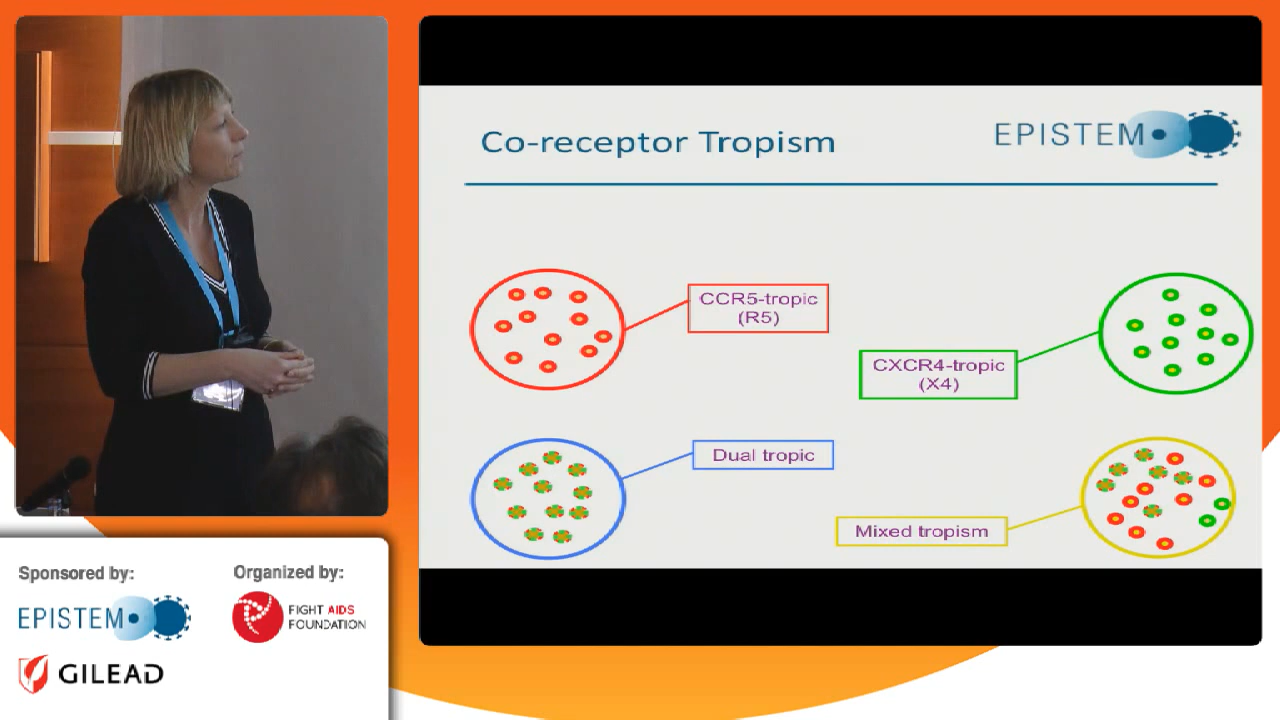 Co-receptor Tropism
EPISTEM
CCR5-tropic
(R5)
CXCR4-tropic
(X4)
Dual tropic
Mixed tropism
Sponsored by:
EPISTEM
GILEAD
Organized by:
FIGHT AIDS
FOUNDATION